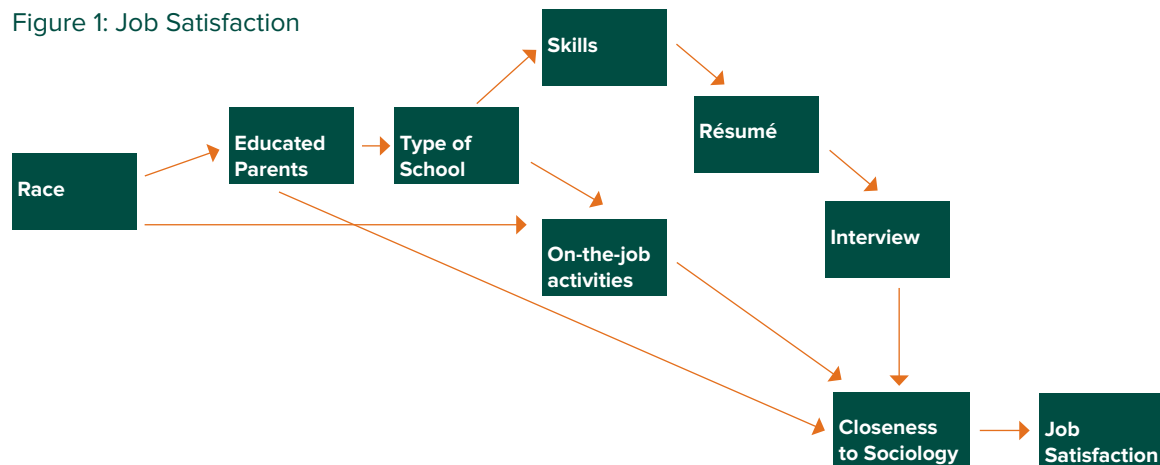 Figure 1: Job Satisfaction
Skills
Résumé
Educated
Parents
Type of
School
Race
Interview
On-the-job
activities
Closeness
to Sociology
Job
Satisfaction